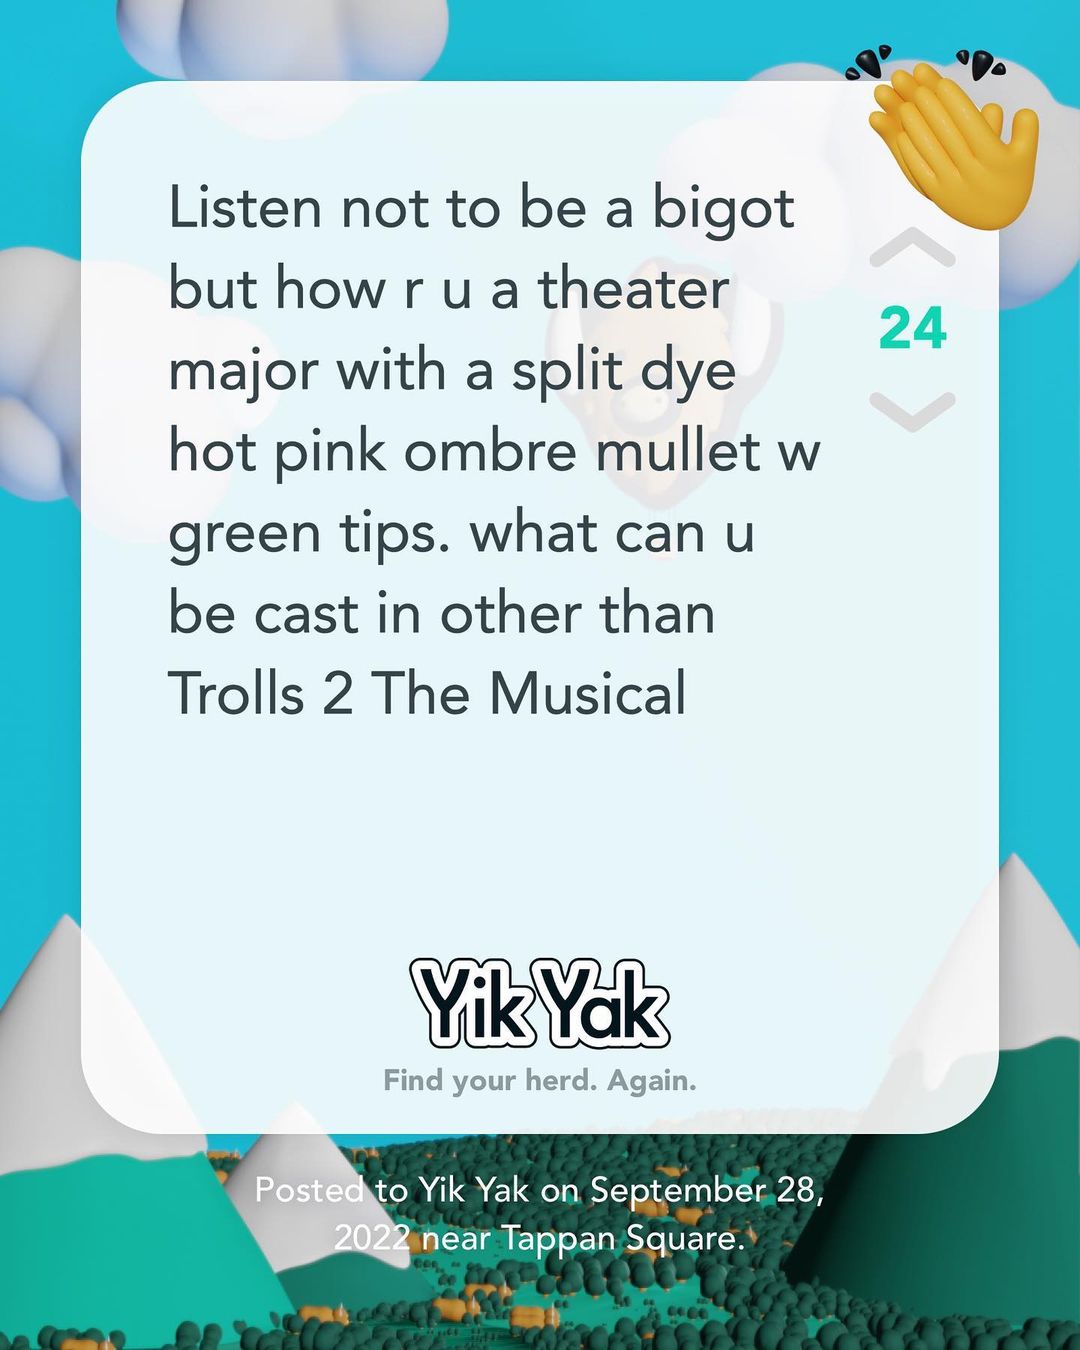 Listen not to be a bigot
but how r u a theater
major with a split dye
hot pink ombre mullet w
green tips. what can u
be cast in other than
Trolls 2 The Musical
24
Yik Yak
Find your herd. Again.
Posted to Yik Yak on September 28,
2022 near Tappan Square.